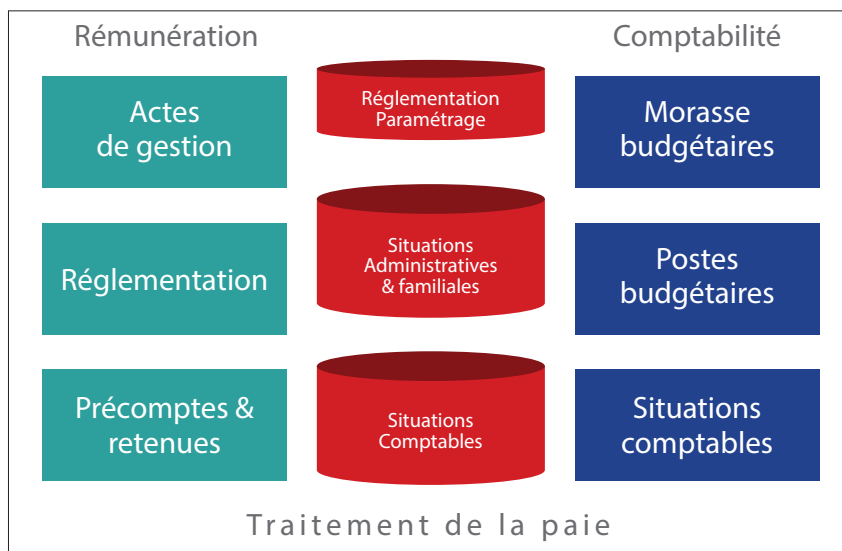 Rémunération
Comptabilité
Actes
de gestion
Réglementation
Paramétrage
Morasse
budgétaires
Réglementation
Situations
Administratives
& familiales
Postes
budgétaires
Précomptes &
retenues
Situations
Comptables
Situations
comptables
Traitement de la paie